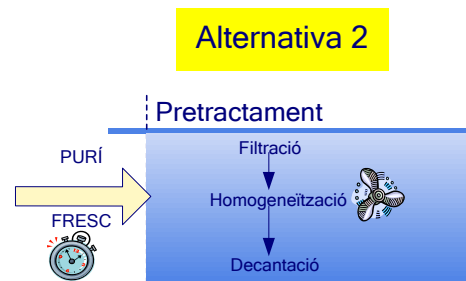 Alternativa 2
Pretractament
Filtració
PURÍ
Homogeneïtzació
FRESC
Decantació